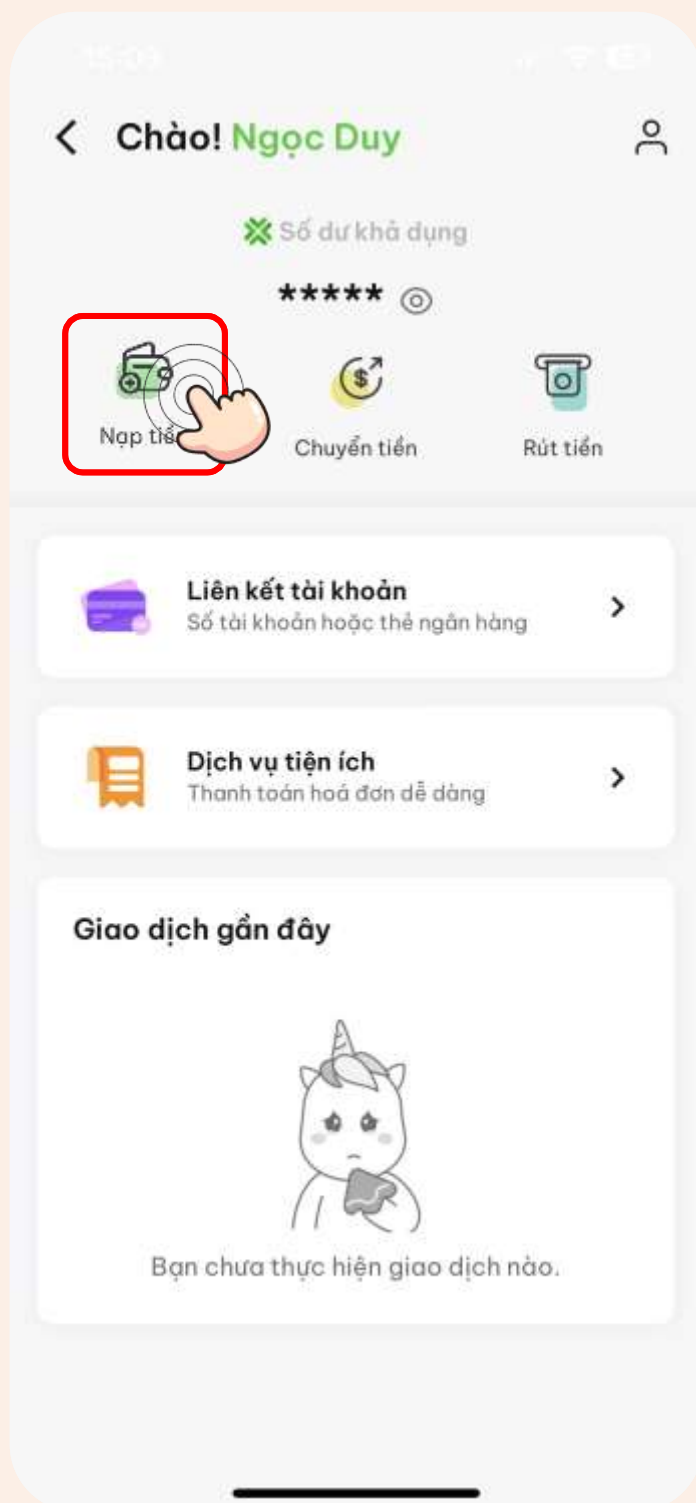 Chào! Ngọc Duy
Số dư khả dụng
*****
Nạp
Chuyển tiền
Rút tiền
Liên kết tài khoản
Số tài khoản hoặc thẻ ngân hàng
Dịch vụ tiện ích
Thanh toán hoá đơn dễ dàng
Giao dịch gần đây
Bạn chưa thực hiện giao dịch nào.